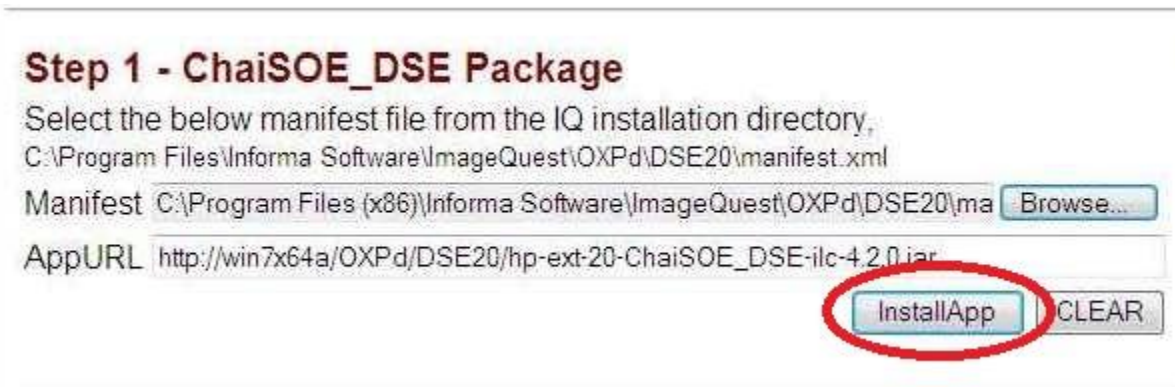 Step 1 - ChaiSOE_DSE Package
Select the below manifest file from the IQ installation directory,
C:\Program Files\Informa Software\ImageQuest\OXPd\DSE20\manifest.xml
Manifest C:\Program Files (x86)\Informa Software\ImageQuest\OXPd\DSE20\ma Browse...
AppURL http://win7x64a/OXPd/DSE20/hp-ext-20-ChaiSOE_DSE-ilc-4.2.0.jar
InstallApp CLEAR